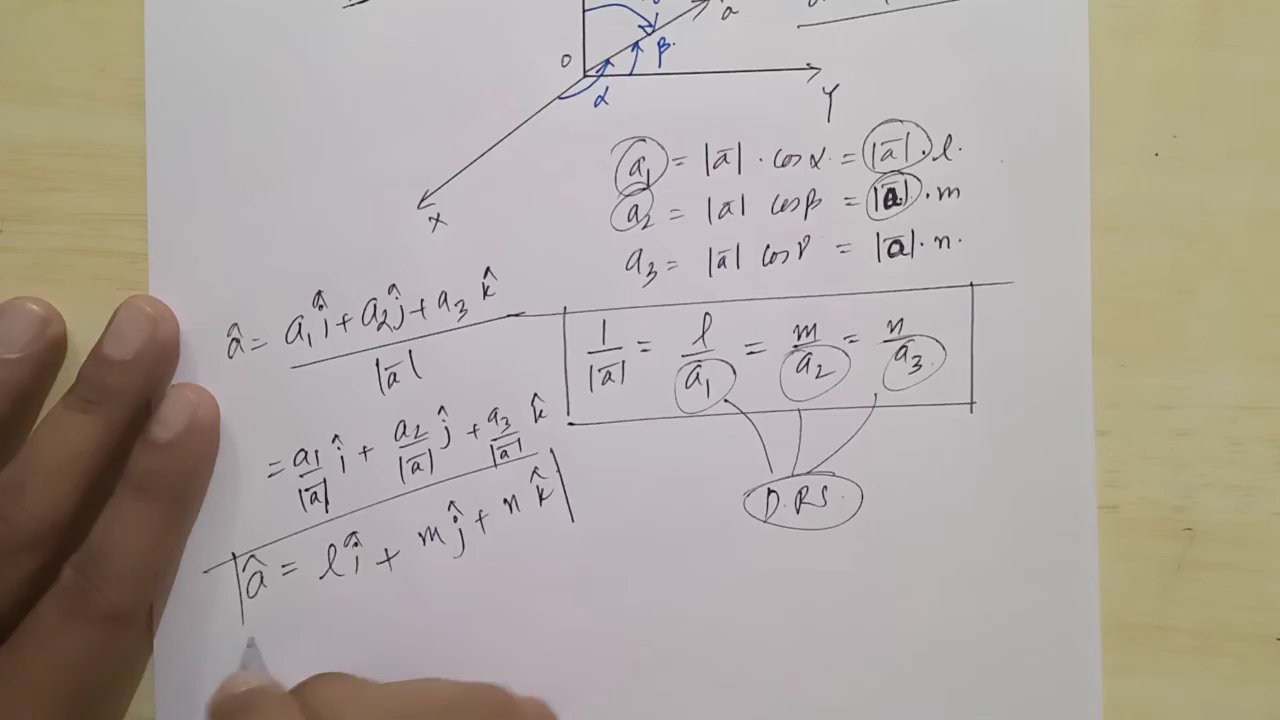 a
O
β.
α
Y
X
a₁ = |a̅| · cos α = |a̅| · l.
a₂ = |a̅| cos β = |a̅| · m
a₃ = |a̅| cos γ = |a̅| · n.
â = a₁î + a₂ĵ + a₃k̂ / |a̅|
1/|a̅| = l/a₁ = m/a₂ = n/a₃
= a₁/|a̅| î + a₂/|a̅| ĵ + a₃/|a̅| k̂
D.RS.
â = lî + mĵ + nk̂